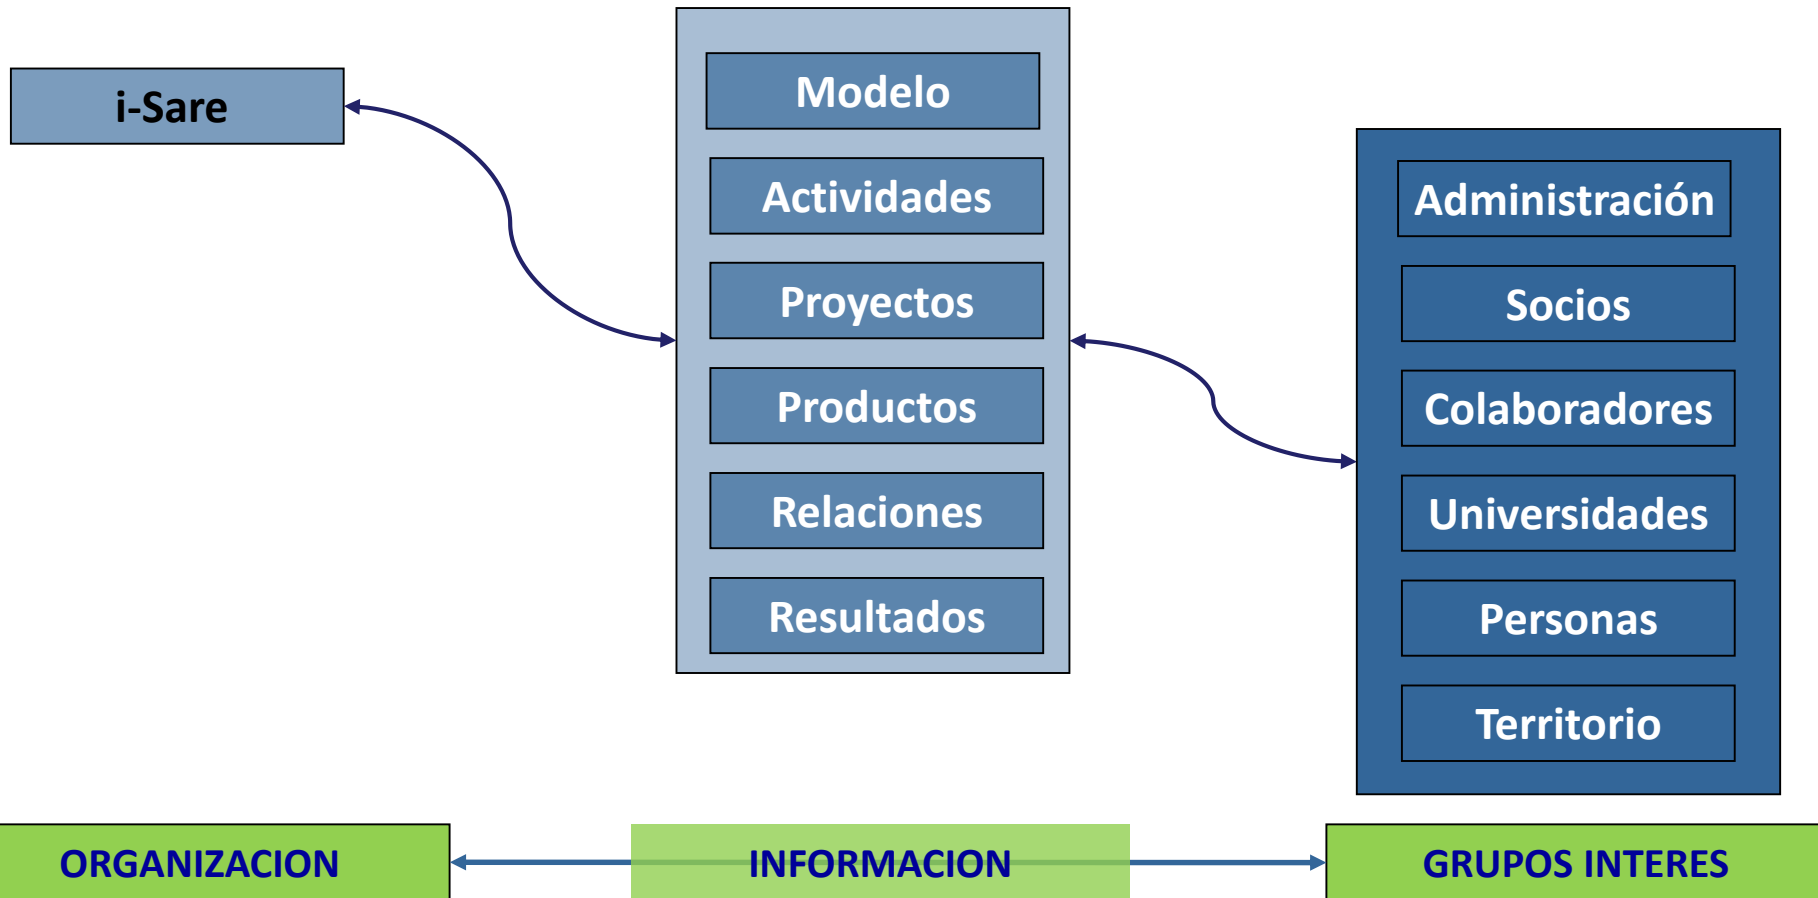 i-Sare
Modelo
Actividades
Proyectos
Productos
Relaciones
Resultados
Administración
Socios
Colaboradores
Universidades
Personas
Territorio
ORGANIZACION
INFORMACION
GRUPOS INTERES